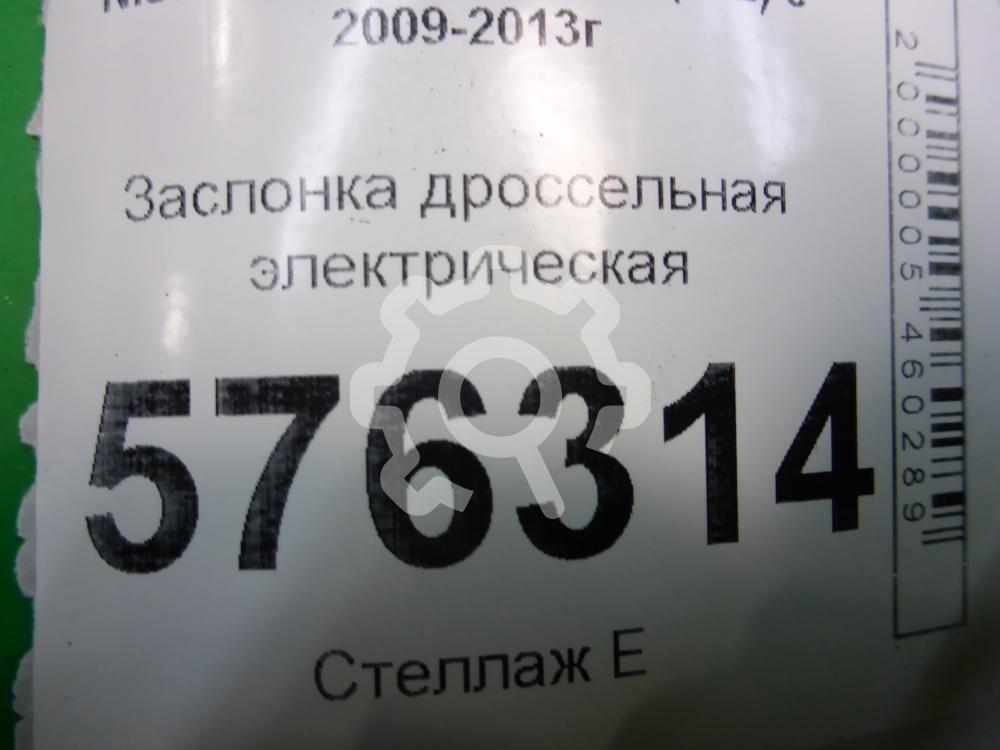 2009-2013г
Заслонка дроссельная
электрическая
576314
Стеллаж Е
2000005460289